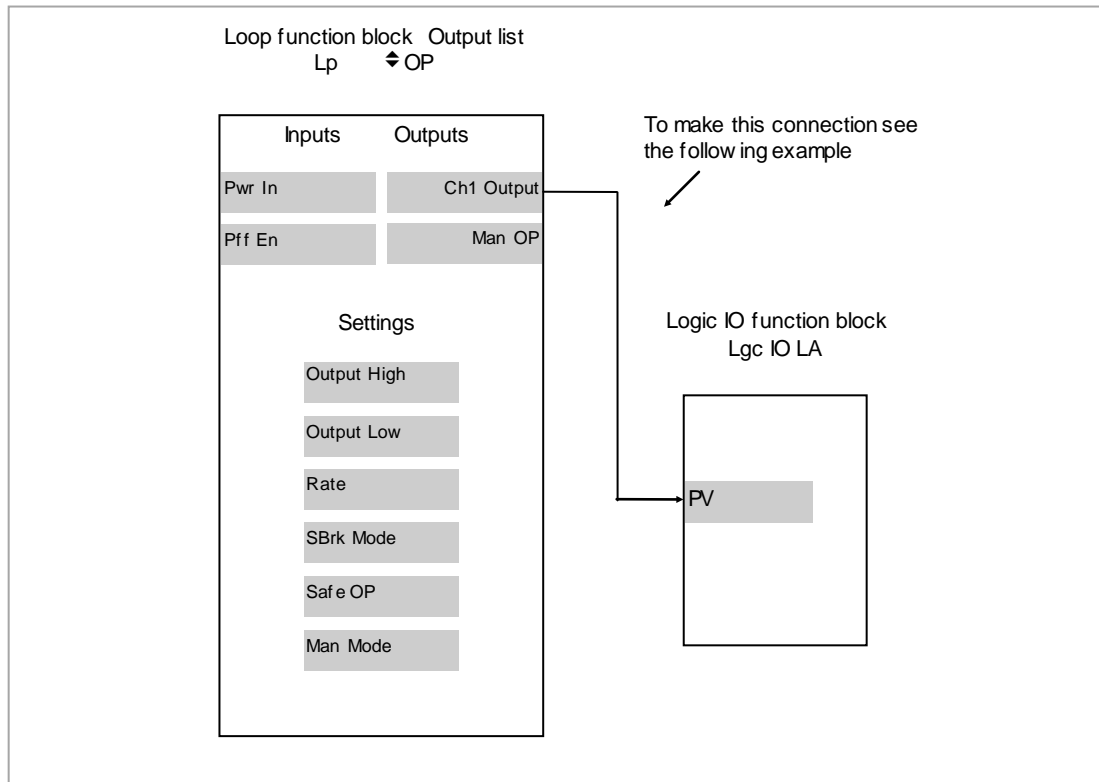 Loop function block Output list
Lp OP
Inputs Outputs
Pwr In
Ch1 Output
Pff En
Man OP
Settings
Output High
Output Low
Rate
SBrk Mode
Safe OP
Man Mode
To make this connection see
the following example
Logic IO function block
Lgc IO LA
PV